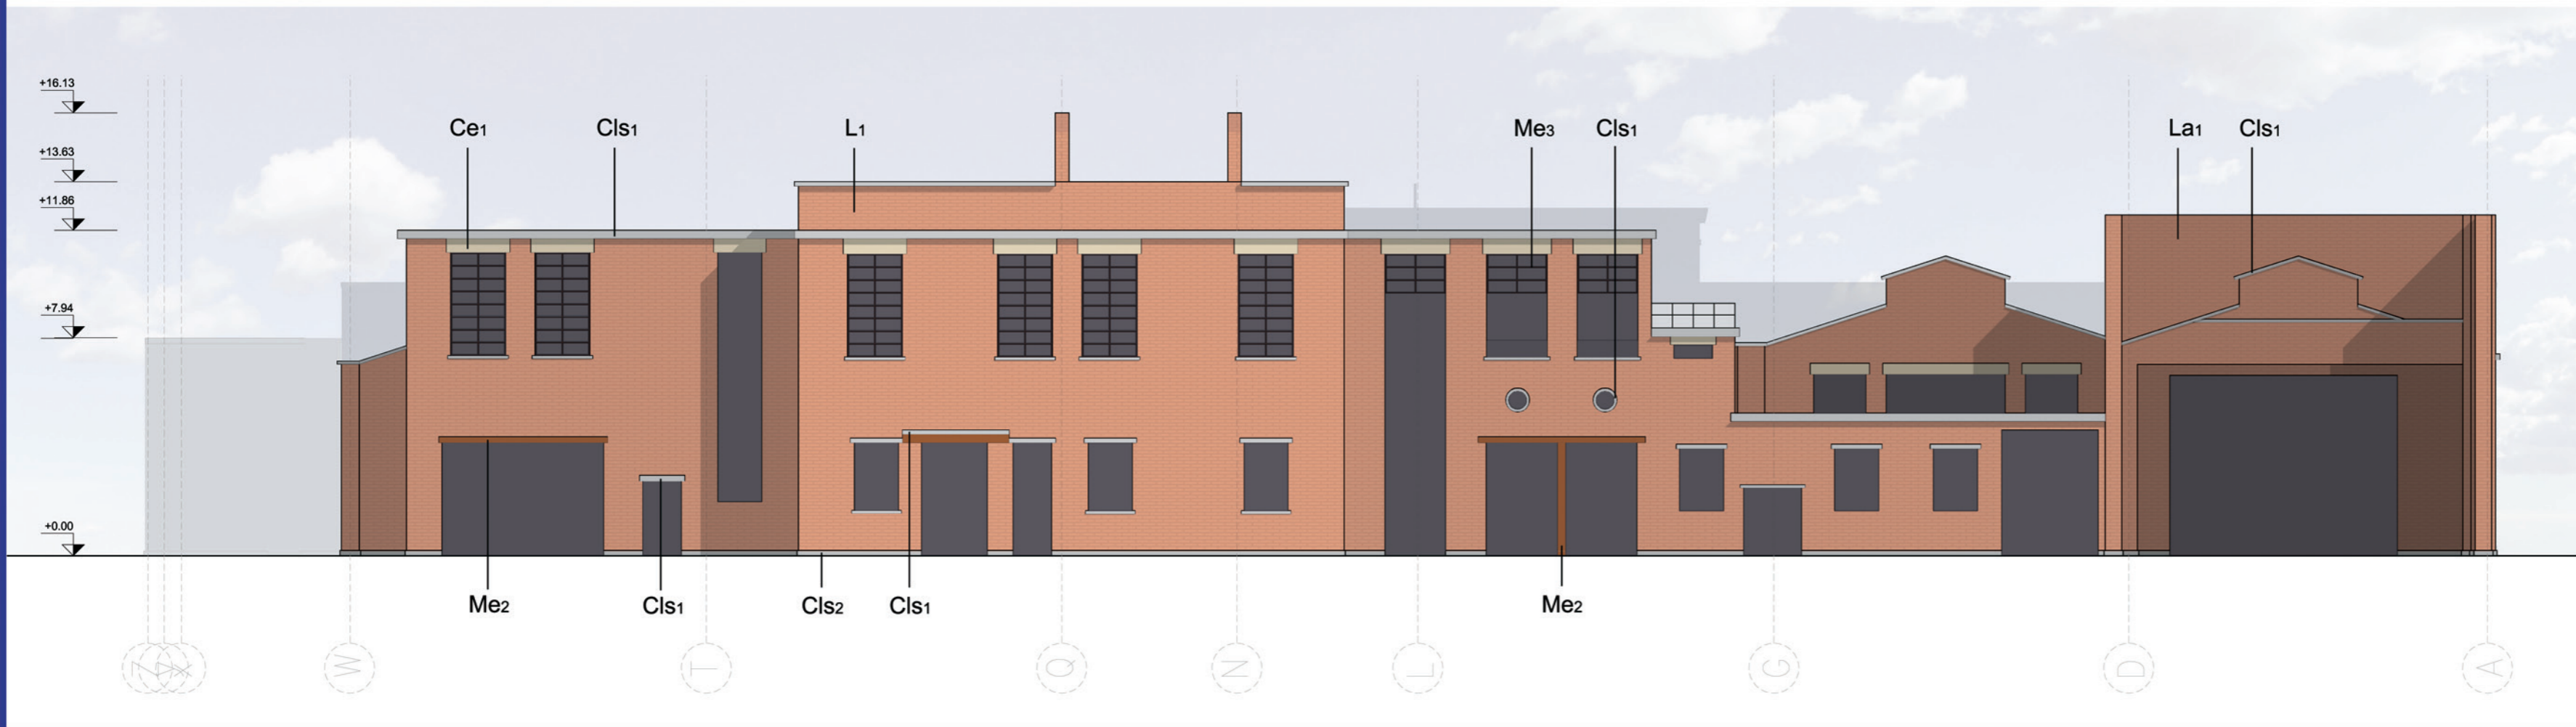 +16.13
Ce1 Cls1 L1 Me3 Cls1 La1 Cls1
+13.63
+11.86
+7.94
+0.00
Me2 Cls1 Cls2 Cls1 Me2
Z X W T Q N L G D A